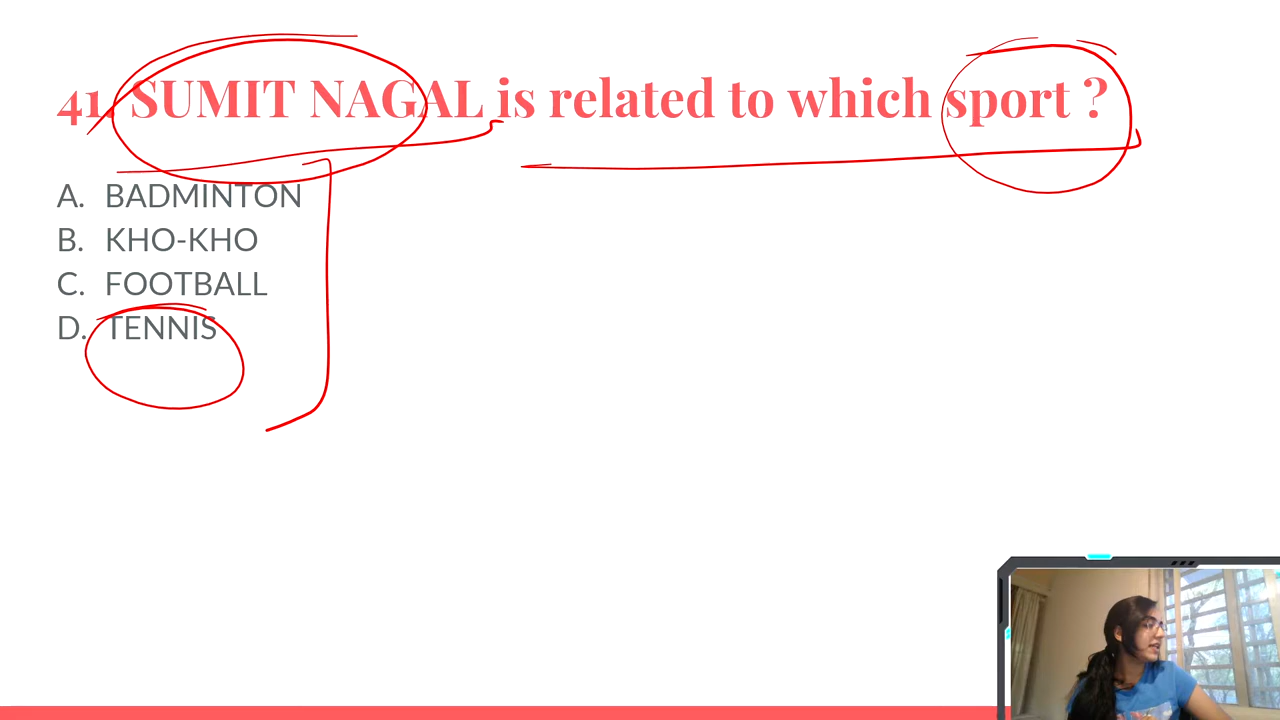 41. SUMIT NAGAL is related to which sport ?
A. BADMINTON
B. KHO-KHO
C. FOOTBALL
D. TENNIS